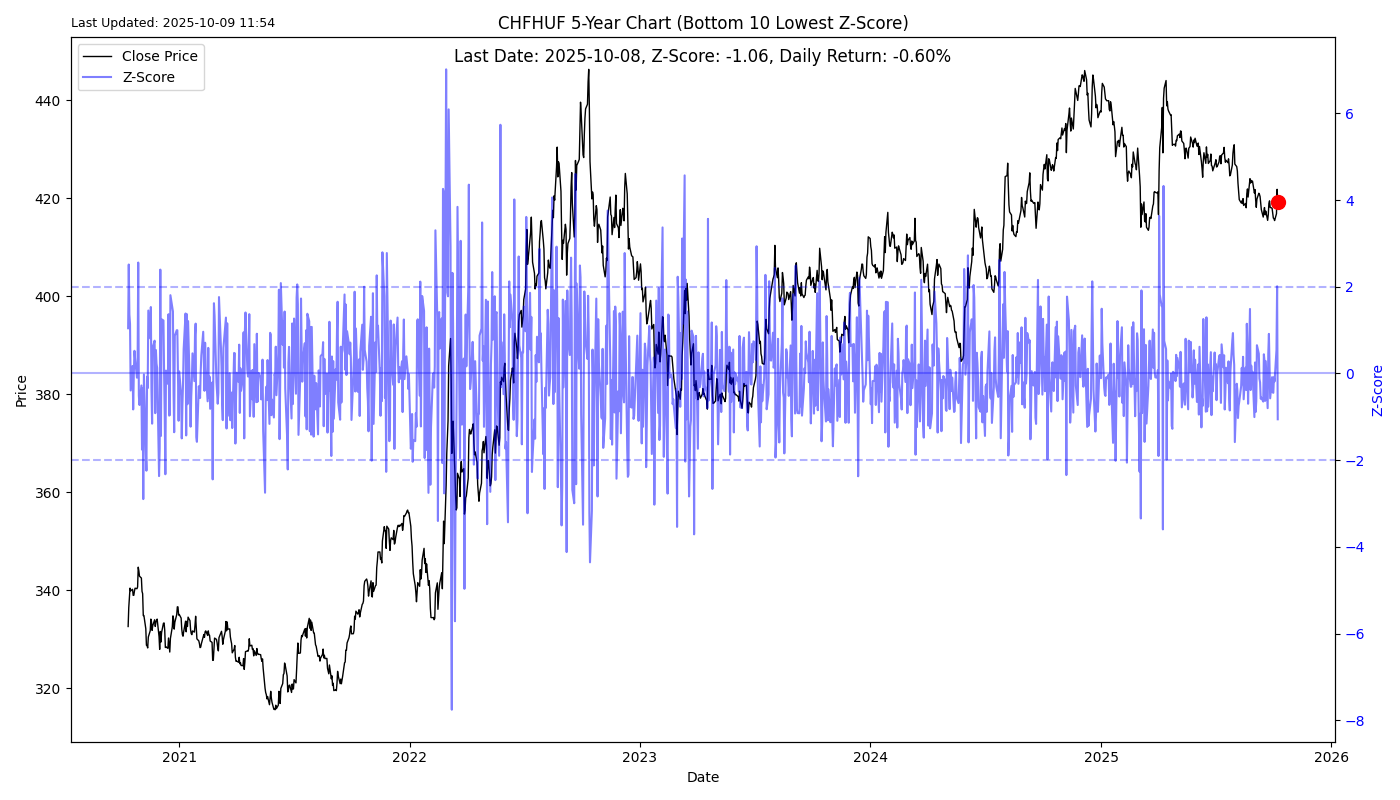 Last Updated: 2025-10-09 11:54
CHFHUF 5-Year Chart (Bottom 10 Lowest Z-Score)
Last Date: 2025-10-08, Z-Score: -1.06, Daily Return: -0.60%
Close Price
Z-Score
Price
440
420
400
380
360
340
320
6
4
2
0
−2
−4
−6
−8
Z-Score
2021
2022
2023
2024
2025
2026
Date